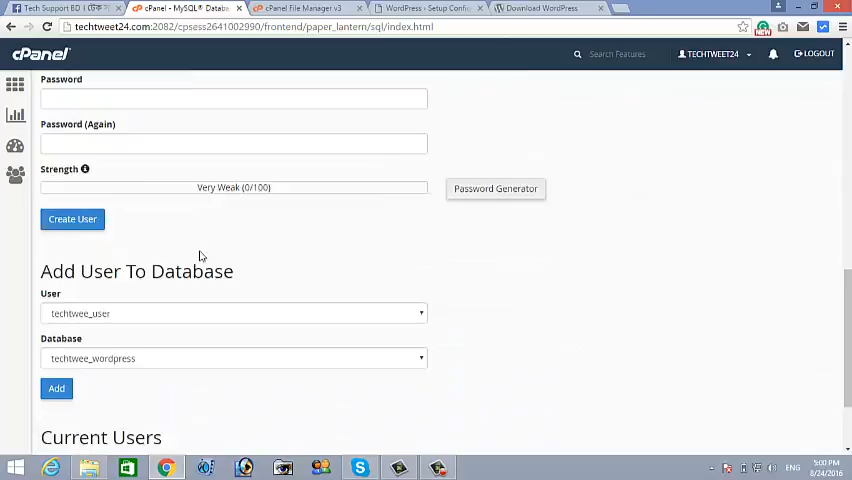 Tech Support BD | টেক
cPanel - MySQL® Databa
cPanel File Manager v3
WordPress › Setup Config
Download WordPress
techtweet24.com:2082/cpsess2641002990/frontend/paper_lantern/sql/index.html
cPanel
Search Features
TECHTWEET24
LOGOUT
Password
Password (Again)
Strength
Very Weak (0/100)
Password Generator
Create User
Add User To Database
User
techtwee_user
Database
techtwee_wordpress
Add
Current Users
ENG
5:00 PM
8/24/2016